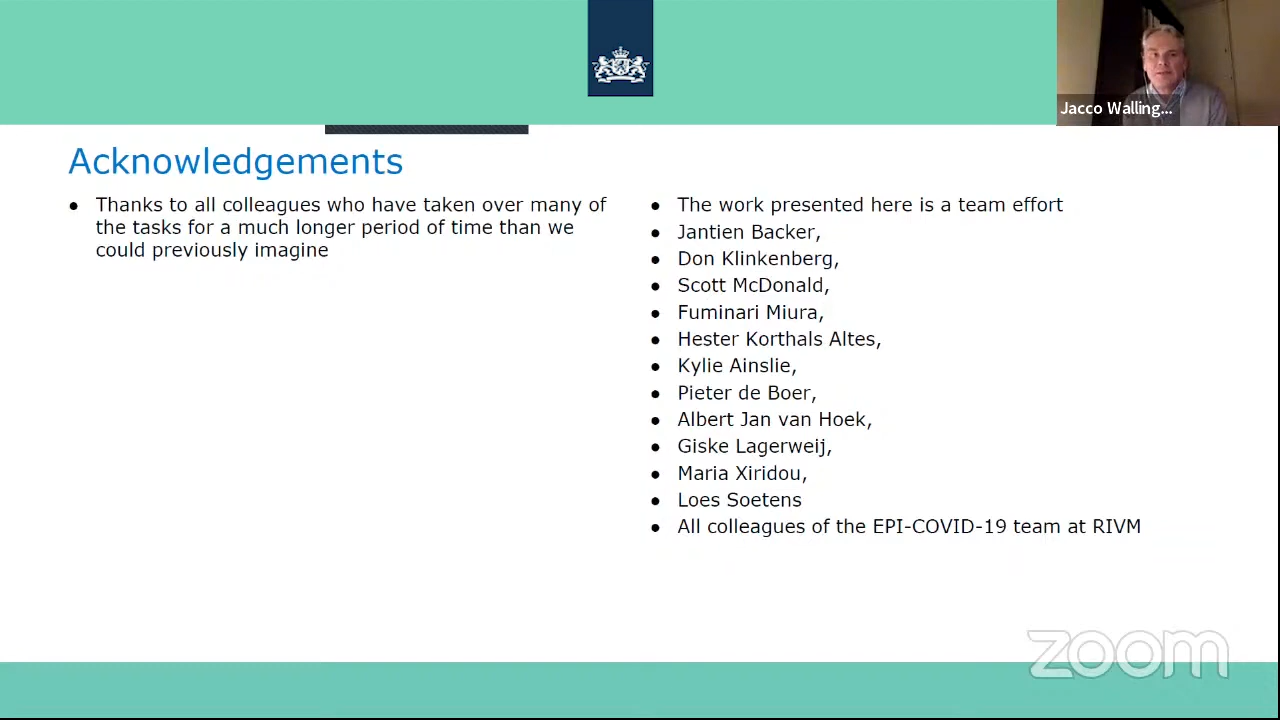 Jacco Walling...
Acknowledgements
● Thanks to all colleagues who have taken over many of
the tasks for a much longer period of time than we
could previously imagine
● The work presented here is a team effort
● Jantien Backer,
● Don Klinkenberg,
● Scott McDonald,
● Fuminari Miura,
● Hester Korthals Altes,
● Kylie Ainslie,
● Pieter de Boer,
● Albert Jan van Hoek,
● Giske Lagerweij,
● Maria Xiridou,
● Loes Soetens
● All colleagues of the EPI-COVID-19 team at RIVM
zoom